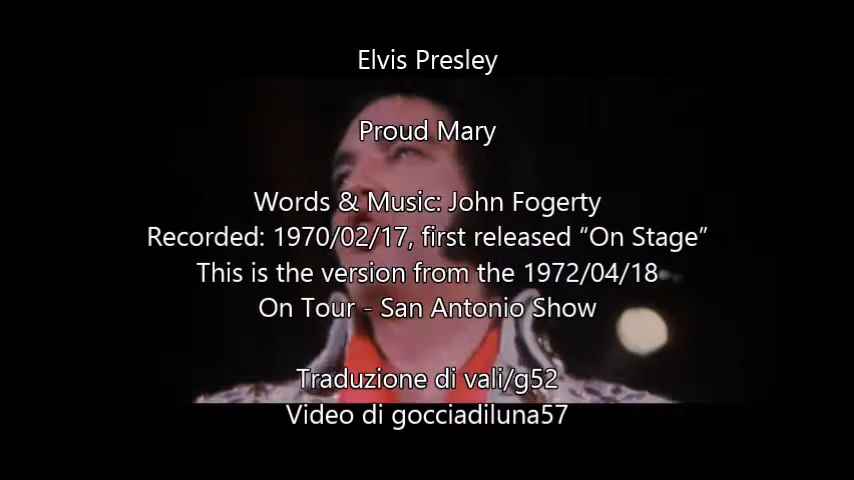 Elvis Presley
Proud Mary
Words & Music: John Fogerty
Recorded: 1970/02/17, first released “On Stage”
This is the version from the 1972/04/18
On Tour - San Antonio Show
Traduzione di vali/g52
Video di gocciadiluna57